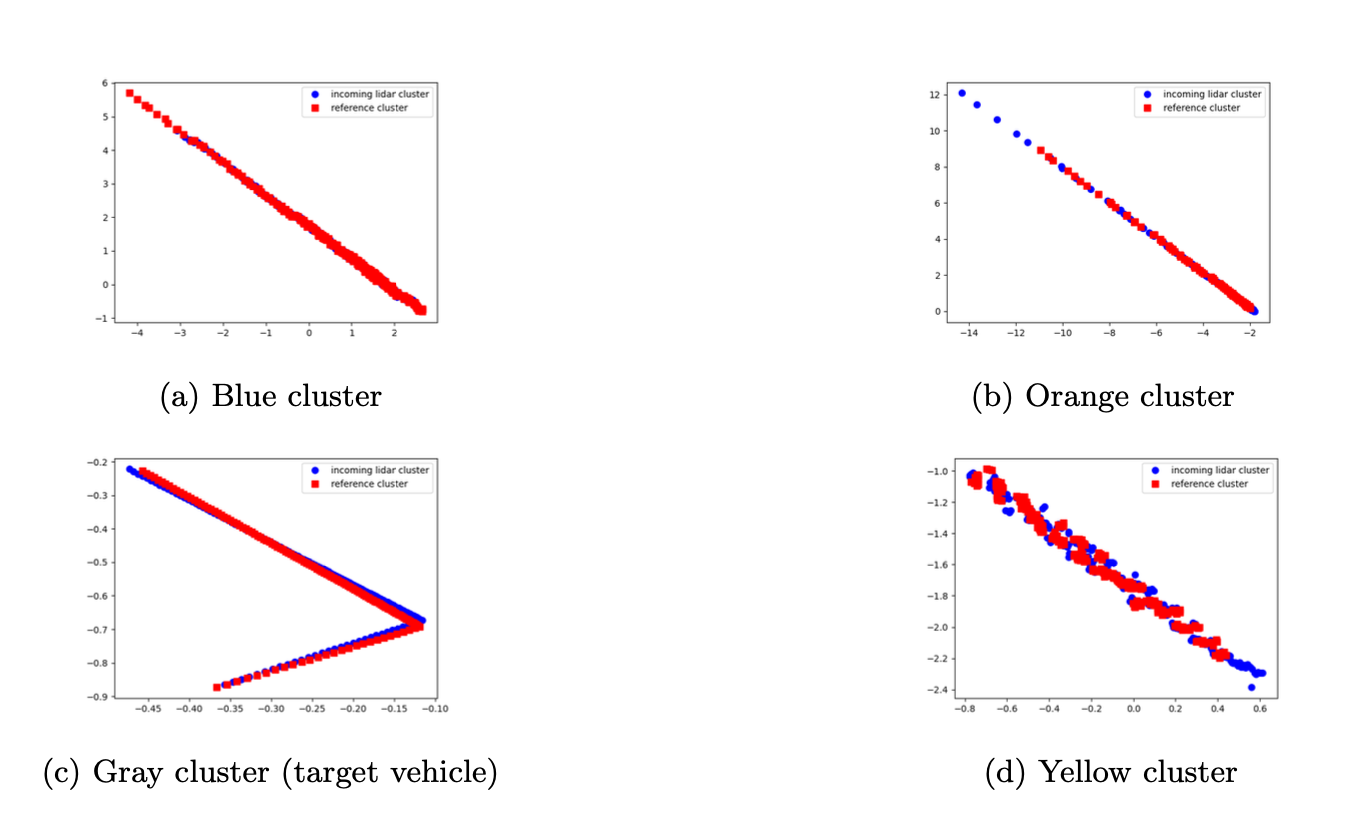 6
5
4
3
2
1
0
−1
−4 −3 −2 −1 0 1 2
incoming lidar cluster
reference cluster
(a) Blue cluster
12
10
8
6
4
2
0
−14 −12 −10 −8 −6 −4 −2
incoming lidar cluster
reference cluster
(b) Orange cluster
−0.2
−0.3
−0.4
−0.5
−0.6
−0.7
−0.8
−0.9
−0.45 −0.40 −0.35 −0.30 −0.25 −0.20 −0.15 −0.10
incoming lidar cluster
reference cluster
(c) Gray cluster (target vehicle)
−1.0
−1.2
−1.4
−1.6
−1.8
−2.0
−2.2
−2.4
−0.8 −0.6 −0.4 −0.2 0.0 0.2 0.4 0.6
incoming lidar cluster
reference cluster
(d) Yellow cluster